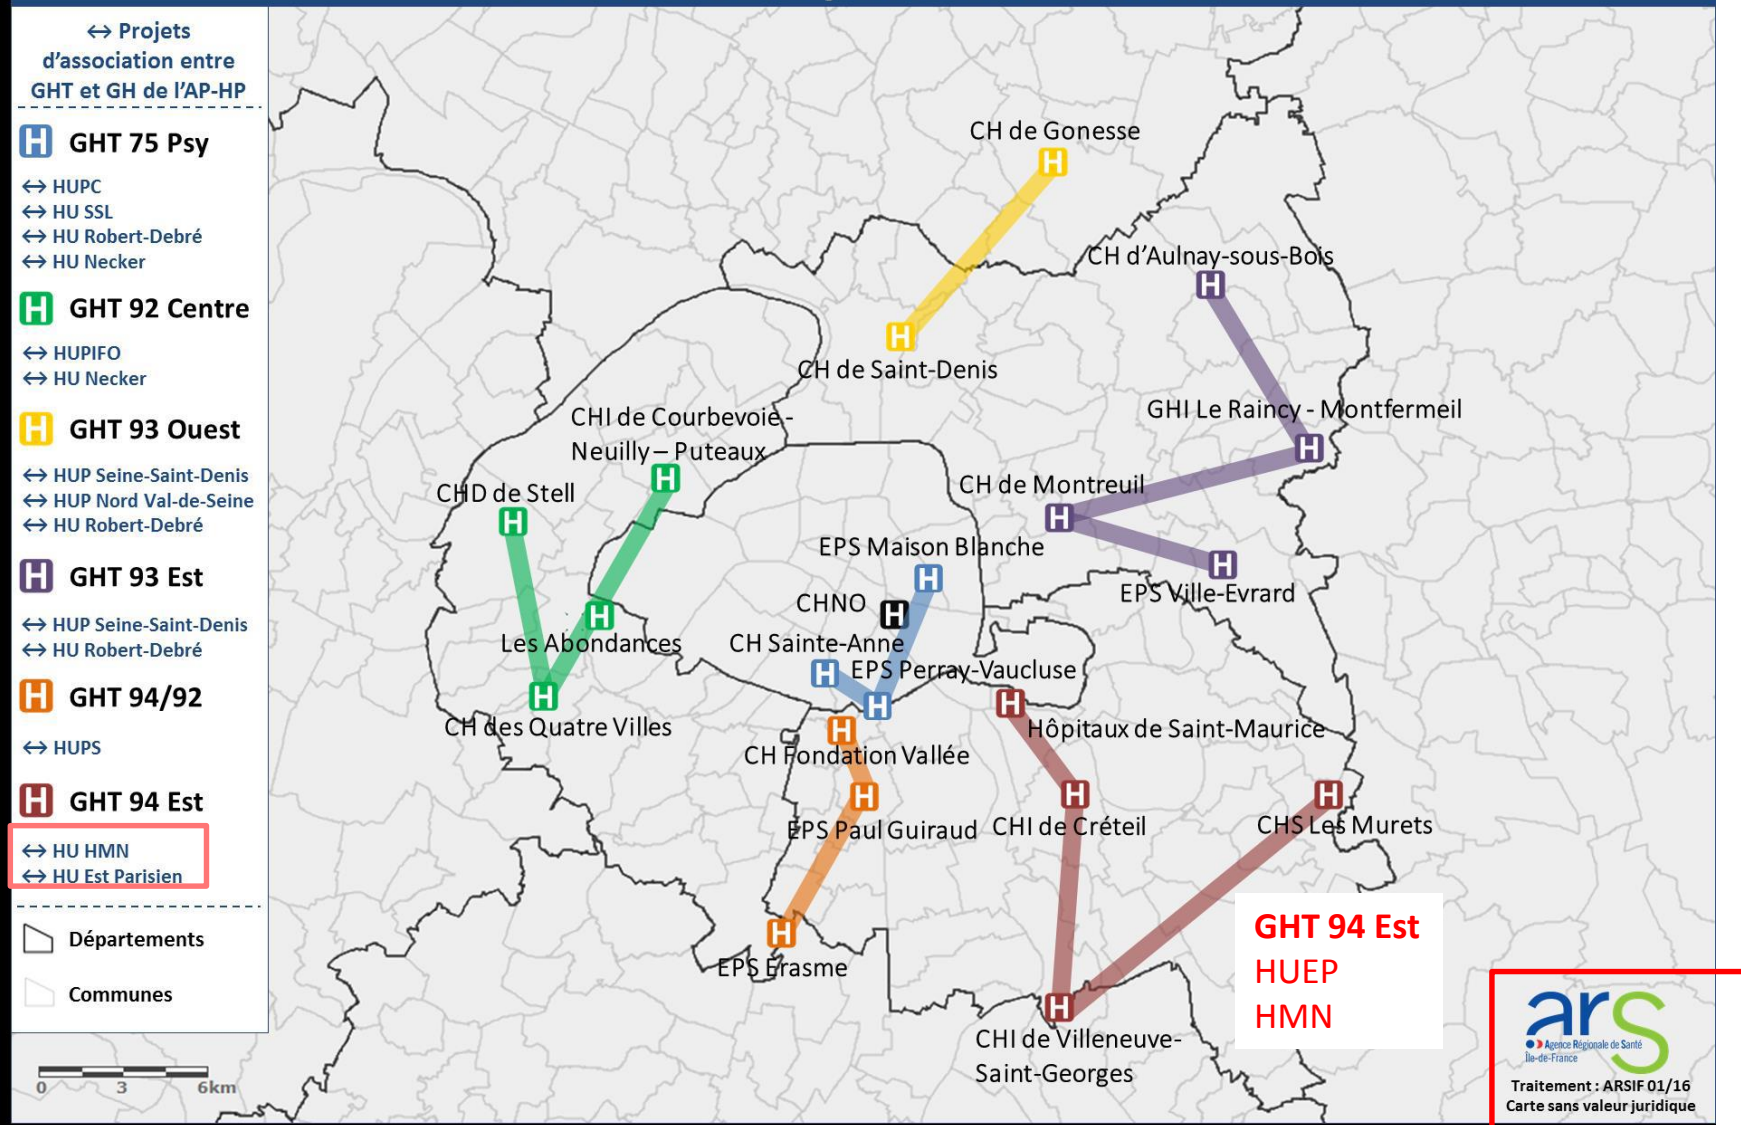 ↔ Projets
d’association entre
GHT et GH de l’AP-HP
H GHT 75 Psy
↔ HUPC
↔ HU SSL
↔ HU Robert-Debré
↔ HU Necker
H GHT 92 Centre
↔ HUPIFO
↔ HU Necker
H GHT 93 Ouest
↔ HUP Seine-Saint-Denis
↔ HUP Nord Val-de-Seine
↔ HU Robert-Debré
H GHT 93 Est
↔ HUP Seine-Saint-Denis
↔ HU Robert-Debré
H GHT 94/92
↔ HUPS
H GHT 94 Est
↔ HU HMN
↔ HU Est Parisien
Départements
Communes
0 3 6km
CH de Gonesse
H
CH d’Aulnay-sous-Bois
H
H
CH de Saint-Denis
GHI Le Raincy - Montfermeil
H
CHI de Courbevoie -
Neuilly – Puteaux
H
CHD de Stell
H
CH de Montreuil
H
EPS Maison Blanche
H
H
EPS Ville-Evrard
CHNO H
H
Les Abondances
CH Sainte-Anne
H
EPS Perray-Vaucluse
H
H
CH des Quatre Villes
H
Hôpitaux de Saint-Maurice
H
CH Fondation Vallée
H
EPS Paul Guiraud
H
CHI de Créteil
H
CHS Les Murets
H
EPS Erasme
H
CHI de Villeneuve-
Saint-Georges
GHT 94 Est
HUEP
HMN
ars
Agence Régionale de Santé
Île-de-France
Traitement : ARSIF 01/16
Carte sans valeur juridique